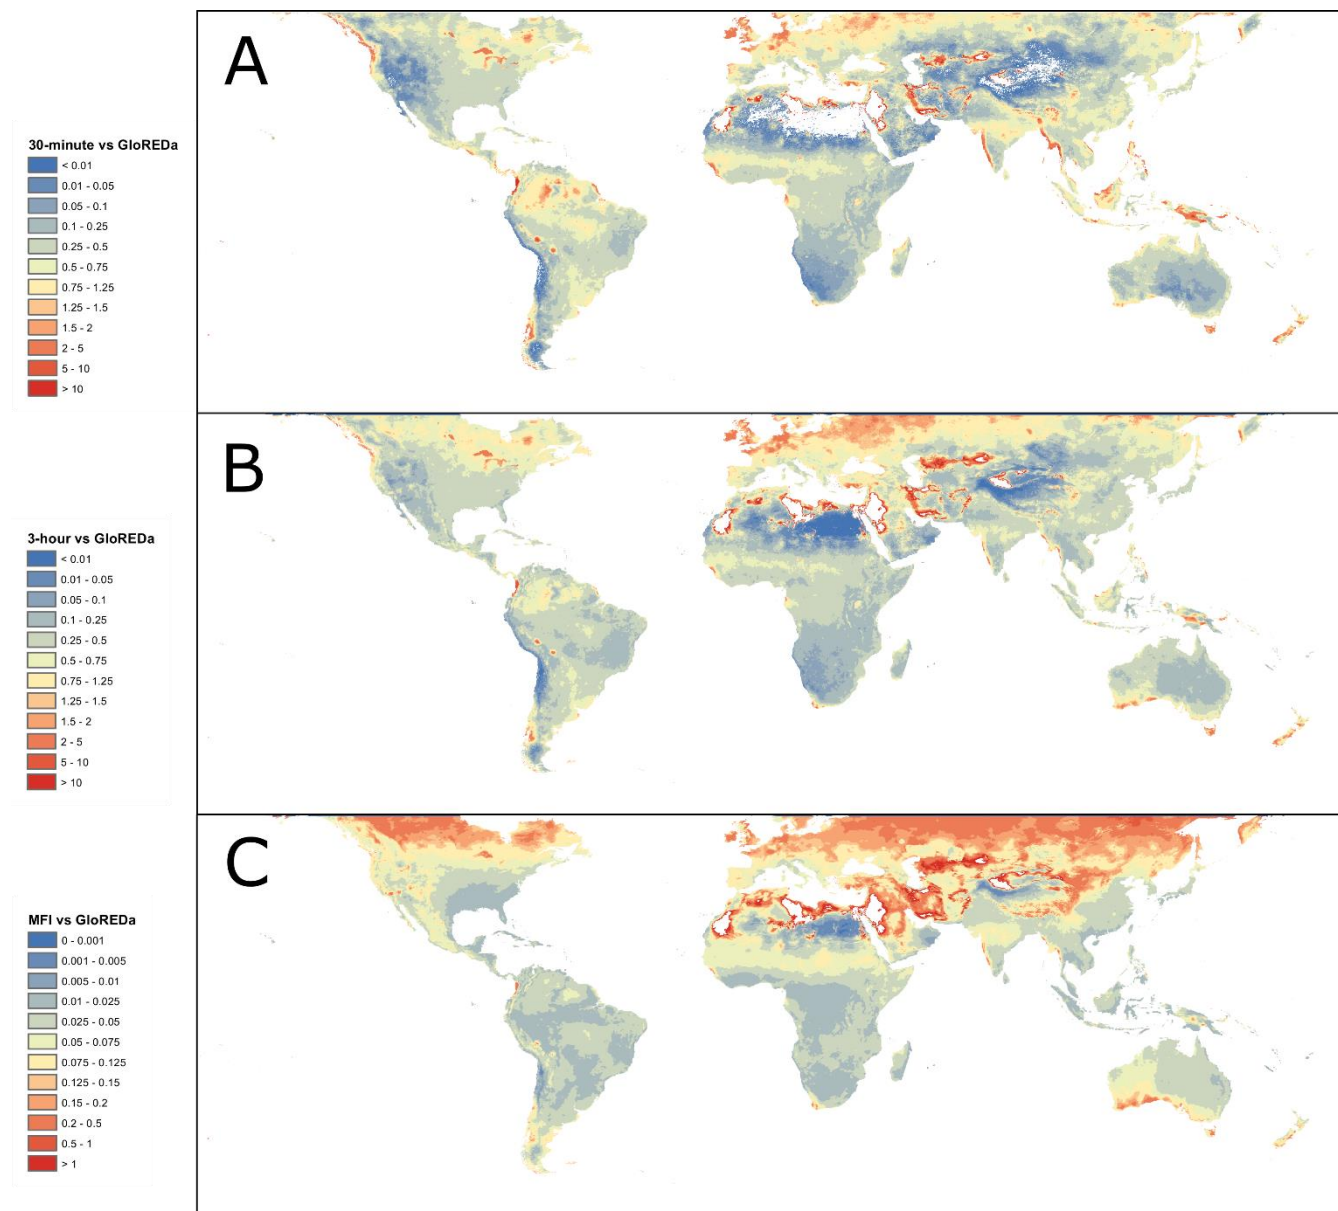 A
30-minute vs GloREDa
< 0.01
0.01 - 0.05
0.05 - 0.1
0.1 - 0.25
0.25 - 0.5
0.5 - 0.75
0.75 - 1.25
1.25 - 1.5
1.5 - 2
2 - 5
5 - 10
> 10
B
3-hour vs GloREDa
< 0.01
0.01 - 0.05
0.05 - 0.1
0.1 - 0.25
0.25 - 0.5
0.5 - 0.75
0.75 - 1.25
1.25 - 1.5
1.5 - 2
2 - 5
5 - 10
> 10
C
MFI vs GloREDa
0 - 0.001
0.001 - 0.005
0.005 - 0.01
0.01 - 0.025
0.025 - 0.05
0.05 - 0.075
0.075 - 0.125
0.125 - 0.15
0.15 - 0.2
0.2 - 0.5
0.5 - 1
> 1